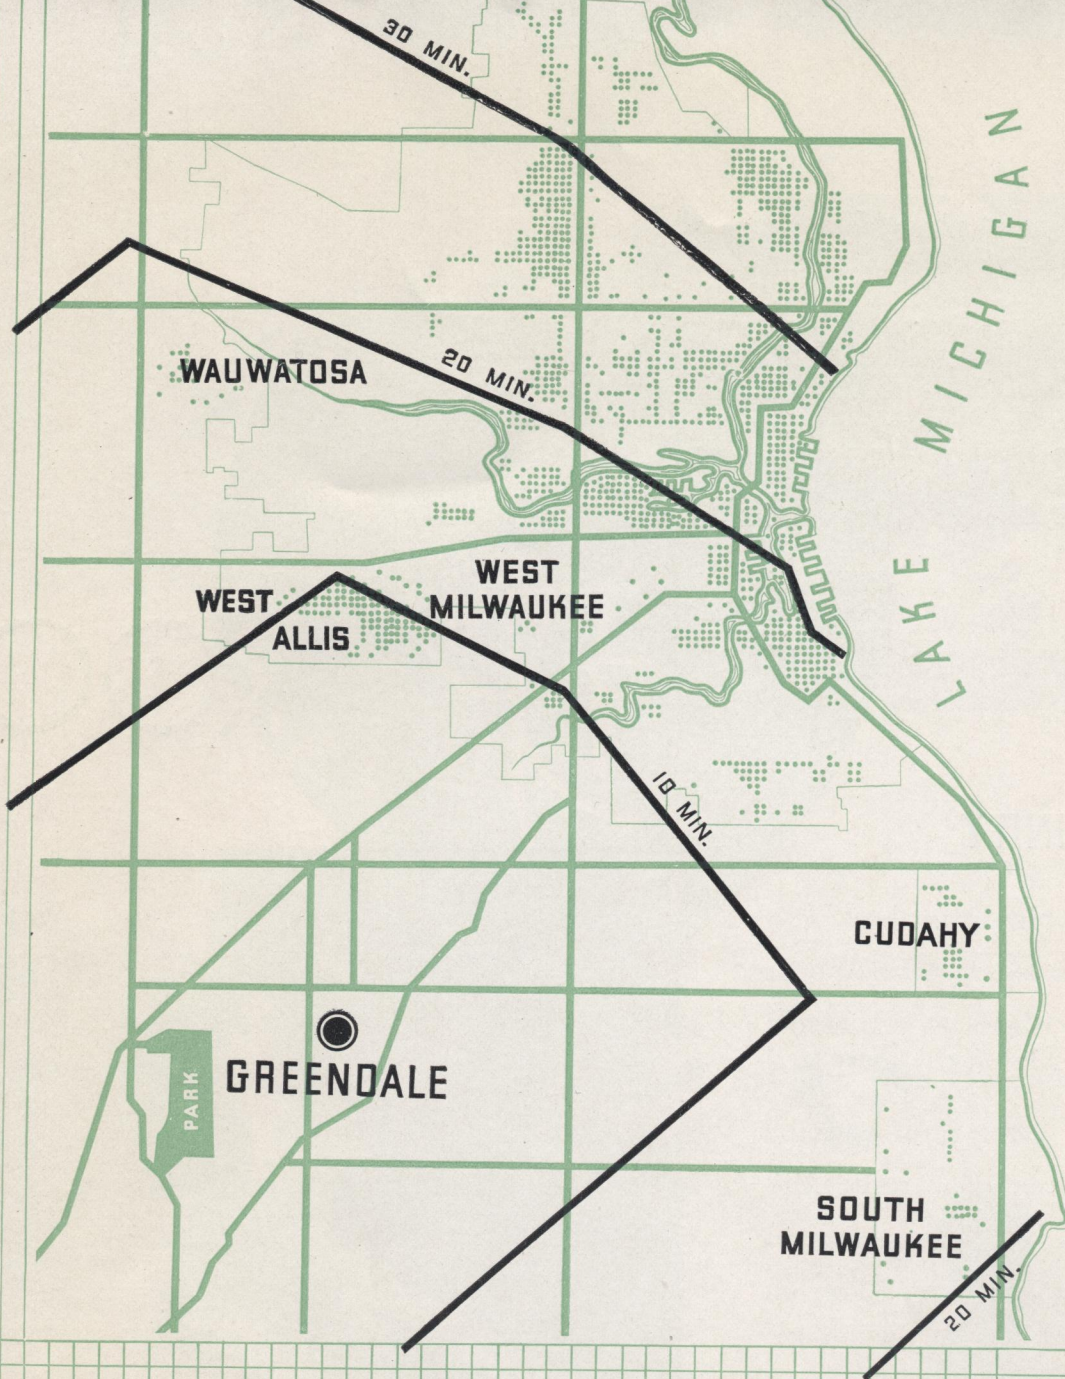 30 MIN.
LAKE MICHIGAN
WAUWATOSA
20 MIN.
WEST
ALLIS
WEST
MILWAUKEE
10 MIN.
CUDAHY
GREENDALE
PARK
SOUTH
MILWAUKEE
20 MIN.